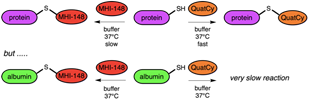 protein S MHI-148 MHI-148 protein SH QuatCy protein S QuatCy
buffer 37°C slow
buffer 37°C fast
but .....
albumin S MHI-148 MHI-148 albumin SH QuatCy very slow reaction
buffer 37°C
buffer 37°C